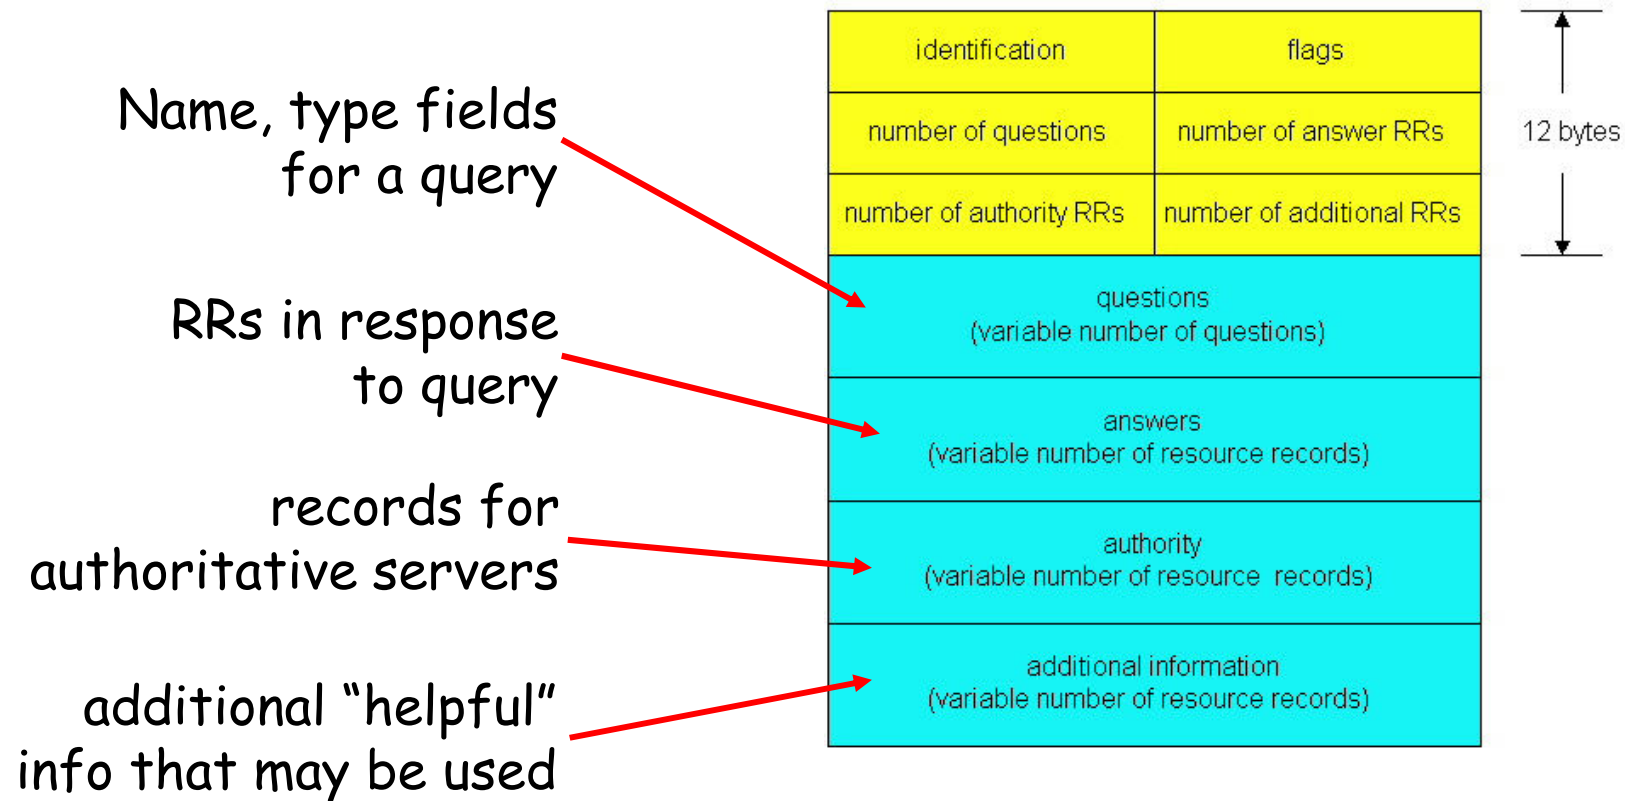 Name, type fields
for a query
RRs in response
to query
records for
authoritative servers
additional “helpful”
info that may be used
identification
flags
number of questions
number of answer RRs
number of authority RRs
number of additional RRs
12 bytes
questions
(variable number of questions)
answers
(variable number of resource records)
authority
(variable number of resource records)
additional information
(variable number of resource records)